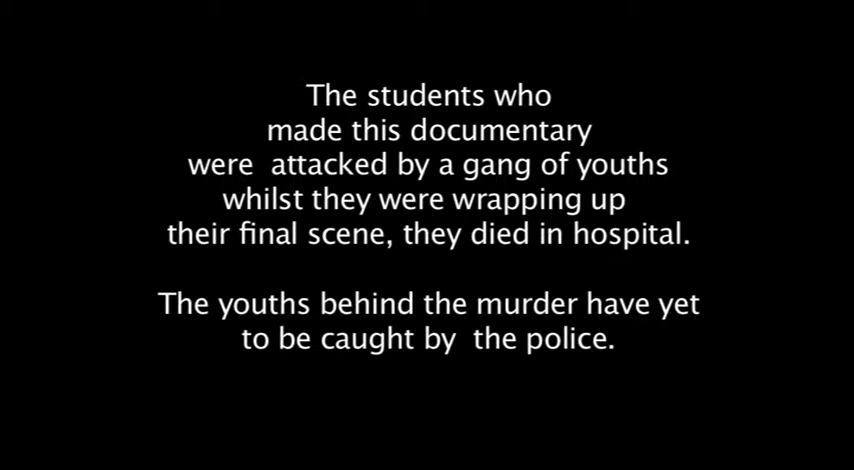 The students who
made this documentary
were  attacked by a gang of youths
whilst they were wrapping up
their final scene, they died in hospital.
The youths behind the murder have yet
to be caught by  the police.